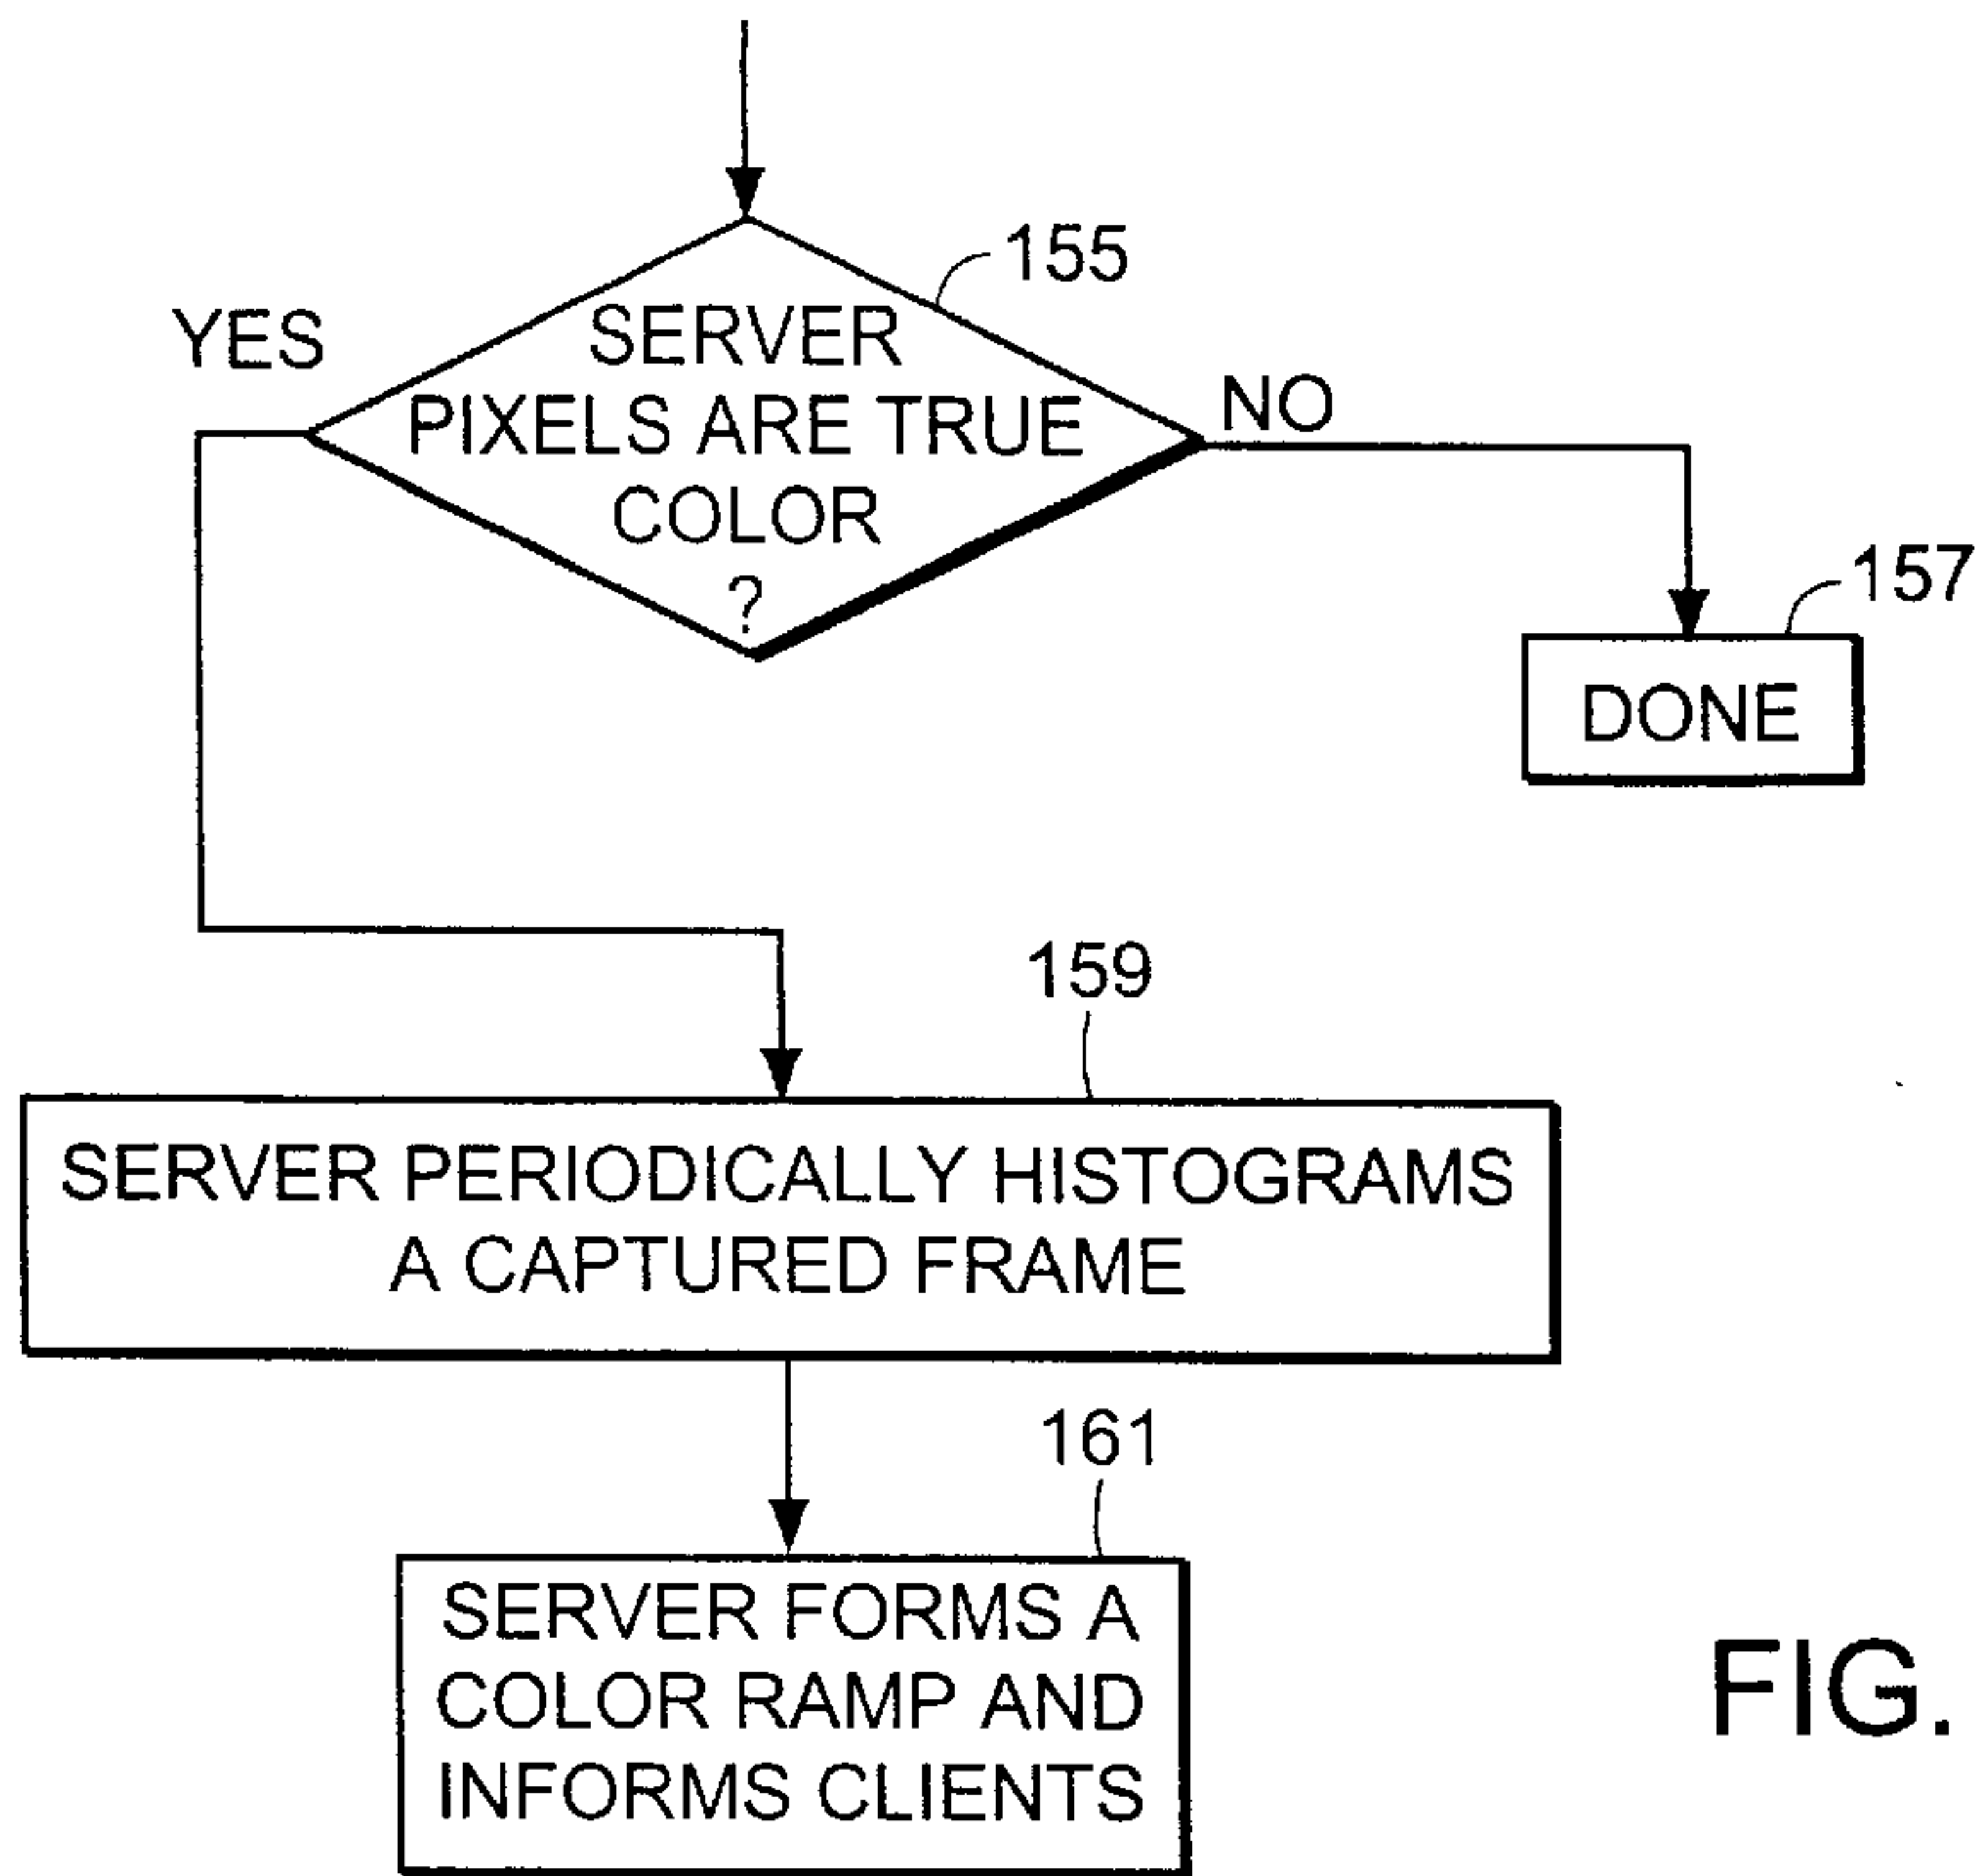 155
YES
SERVER
PIXELS ARE TRUE
COLOR
?
NO
157
DONE
159
SERVER PERIODICALLY HISTOGRAMS
A CAPTURED FRAME
161
SERVER FORMS A
COLOR RAMP AND
INFORMS CLIENTS
FIG.